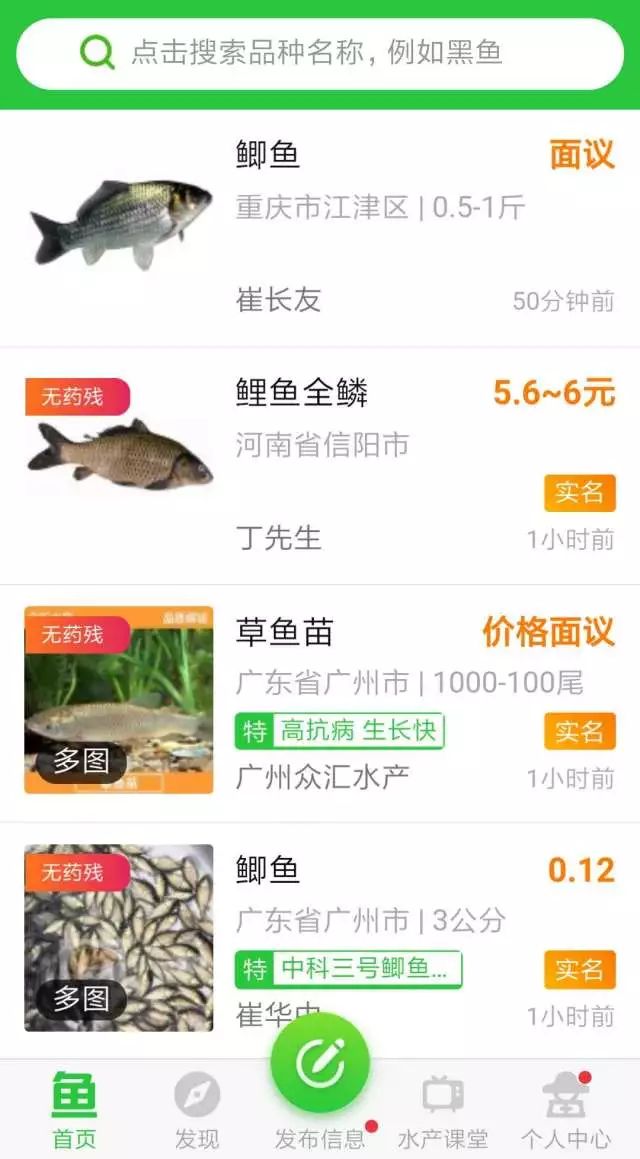 点击搜索品种名称，例如黑鱼
鲫鱼
面议
重庆市江津区 | 0.5-1斤
崔长友
50分钟前
无药残
鲤鱼全鳞
5.6~6元
河南省信阳市
实名
丁先生
1小时前
无药残
草鱼苗
价格面议
广东省广州市 | 1000-100尾
特 高抗病 生长快
实名
多图
广州众汇水产
1小时前
无药残
鲫鱼
0.12
广东省广州市 | 3公分
特 中科三号鲫鱼...
实名
多图
崔华中
1小时前
鱼
首页
发现
发布信息
水产课堂
个人中心